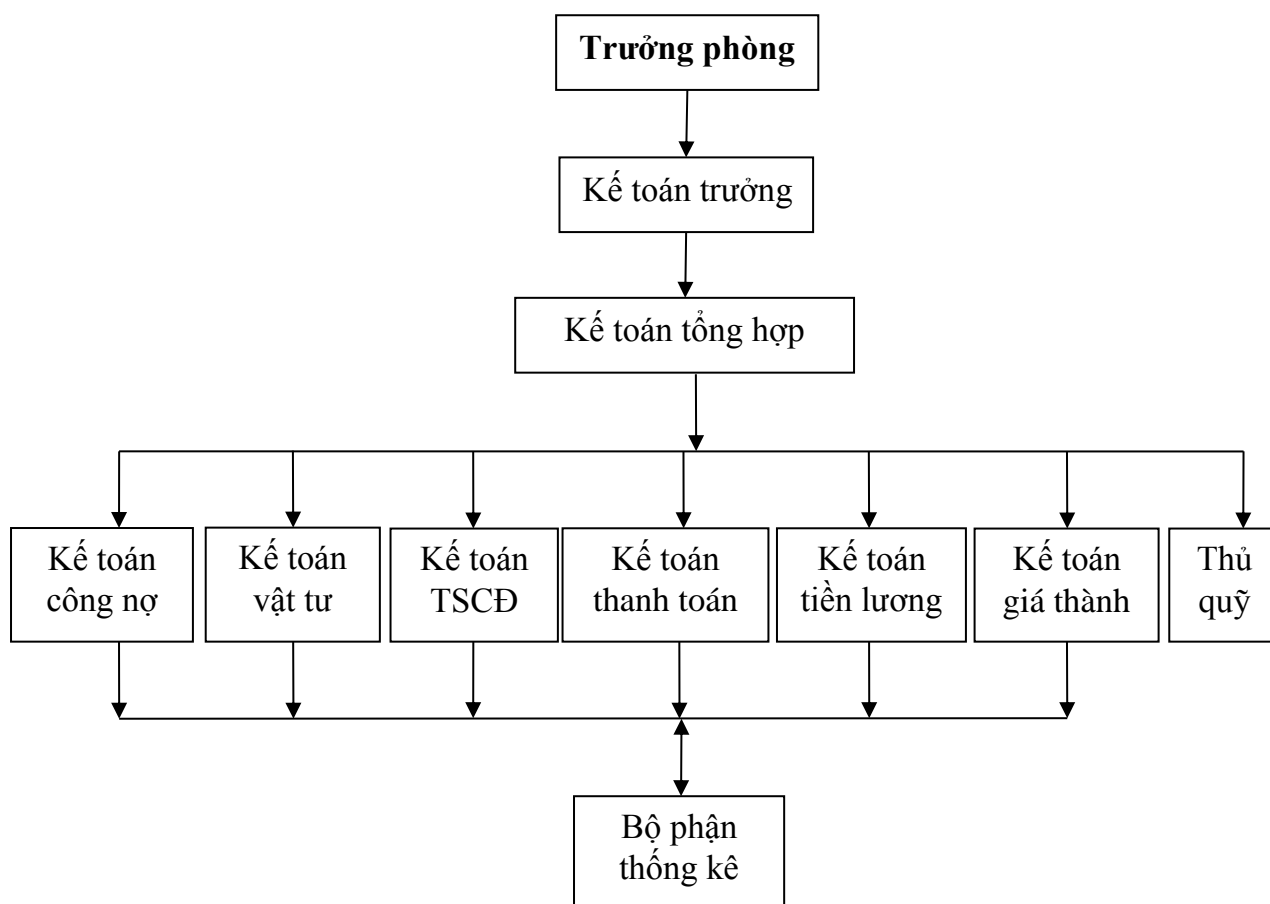 Trưởng phòng
Kế toán trưởng
Kế toán tổng hợp
Kế toán
công nợ
Kế toán
vật tư
Kế toán
TSCĐ
Kế toán
thanh toán
Kế toán
tiền lương
Kế toán
giá thành
Thủ
quỹ
Bộ phận
thống kê